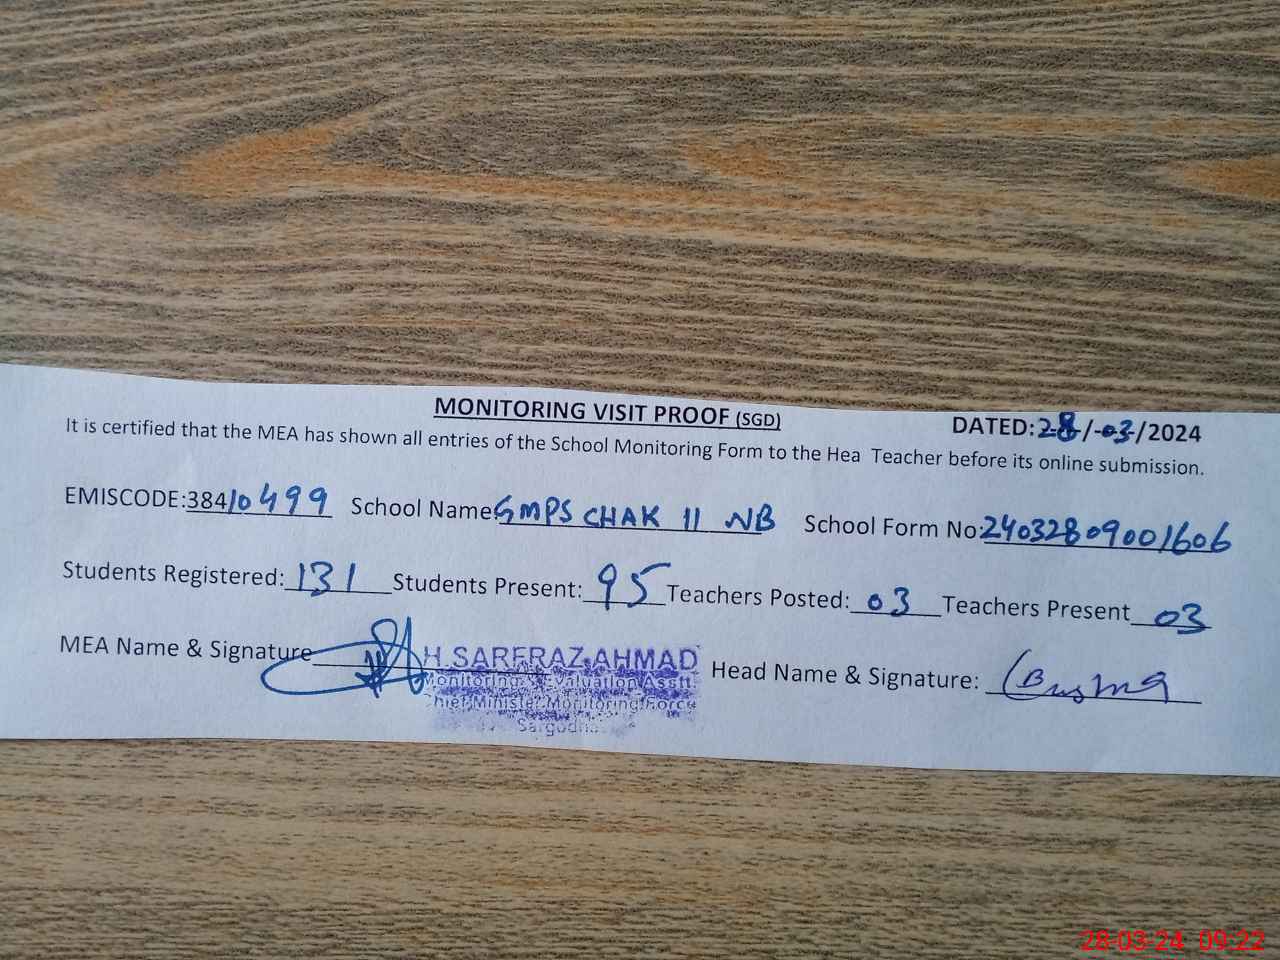 MONITORING VISIT PROOF (SGD) DATED:28/-03-/2024
It is certified that the MEA has shown all entries of the School Monitoring Form to the Hea Teacher before its online submission.
EMISCODE:38410499 School Name:GMPS CHAK 11 NB School Form No:24032809001606
Students Registered: 131 Students Present: 95 Teachers Posted: 03 Teachers Present 03
MEA Name & Signature H.SARFRAZ AHMAD Head Name & Signature: Bushra
Monitoring & Evaluation Asstt
Chief Minister Monitoring Force
Sargodha
28-03-24 09:22